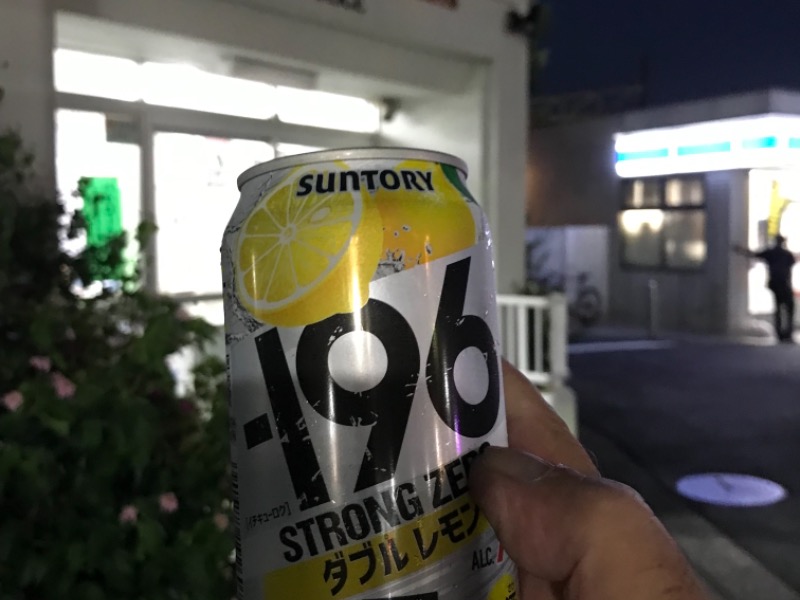 SUNTORY
-196
[イチキューロク]
STRONG ZERO
ダブルレモン
ALC.